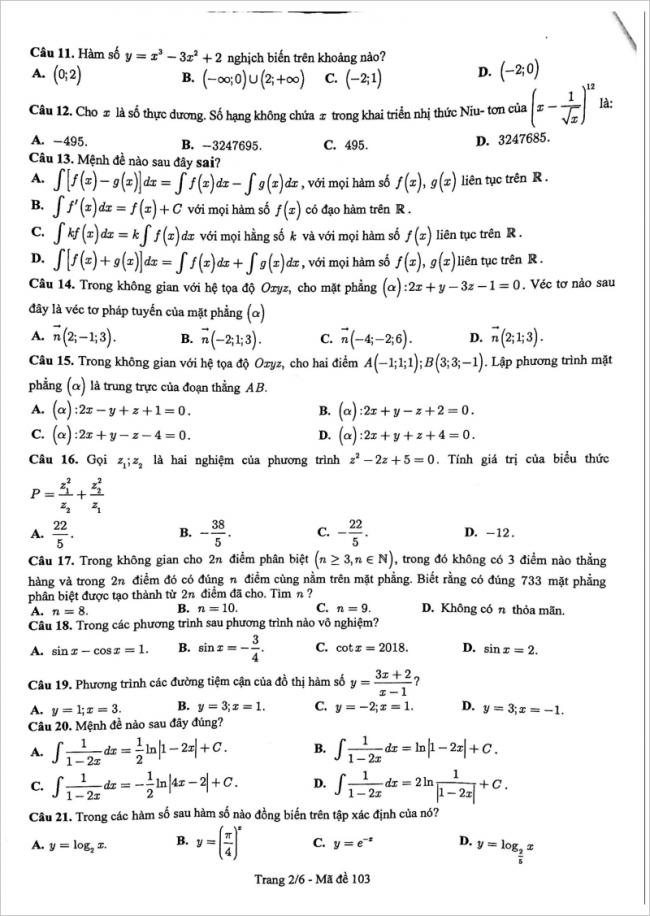 Câu 11. Hàm số y = x³ − 3x² + 2 nghịch biến trên khoảng nào?
A. (0;2) B. (−∞;0)∪(2;+∞) C. (−2;1) D. (−2;0)
Câu 12. Cho x là số thực dương. Số hạng không chứa x trong khai triển nhị thức Niu- tơn của (x − 1/√x)¹² là:
A. −495. B. −3247695. C. 495. D. 3247685.
Câu 13. Mệnh đề nào sau đây sai?
A. ∫[f(x) − g(x)]dx = ∫f(x)dx − ∫g(x)dx, với mọi hàm số f(x), g(x) liên tục trên ℝ.
B. ∫f'(x)dx = f(x) + C với mọi hàm số f(x) có đạo hàm trên ℝ.
C. ∫kf(x)dx = k∫f(x)dx với mọi hằng số k và với mọi hàm số f(x) liên tục trên ℝ.
D. ∫[f(x) + g(x)]dx = ∫f(x)dx + ∫g(x)dx, với mọi hàm số f(x), g(x) liên tục trên ℝ.
Câu 14. Trong không gian với hệ tọa độ Oxyz, cho mặt phẳng (α): 2x + y − 3z − 1 = 0. Véc tơ nào sau
đây là véc tơ pháp tuyến của mặt phẳng (α)
A. n⃗(2;−1;3). B. n⃗(−2;1;3). C. n⃗(−4;−2;6). D. n⃗(2;1;3).
Câu 15. Trong không gian với hệ tọa độ Oxyz, cho hai điểm A(−1;1;1); B(3;3;−1). Lập phương trình mặt
phẳng (α) là trung trực của đoạn thẳng AB.
A. (α): 2x − y + z + 1 = 0. B. (α): 2x + y − z + 2 = 0.
C. (α): 2x + y − z − 4 = 0. D. (α): 2x + y + z + 4 = 0.
Câu 16. Gọi z₁; z₂ là hai nghiệm của phương trình z² − 2z + 5 = 0. Tính giá trị của biểu thức
P = z₁²/z₂ + z₂²/z₁
A. 22/5. B. −38/5. C. −22/5. D. −12.
Câu 17. Trong không gian cho 2n điểm phân biệt (n ≥ 3, n ∈ ℕ), trong đó không có 3 điểm nào thẳng
hàng và trong 2n điểm đó có đúng n điểm cùng nằm trên mặt phẳng. Biết rằng có đúng 733 mặt phẳng
phân biệt được tạo thành từ 2n điểm đã cho. Tìm n ?
A. n = 8. B. n = 10. C. n = 9. D. Không có n thỏa mãn.
Câu 18. Trong các phương trình sau phương trình nào vô nghiệm?
A. sin x − cos x = 1. B. sin x = −3/4. C. cot x = 2018. D. sin x = 2.
Câu 19. Phương trình các đường tiệm cận của đồ thị hàm số y = (3x + 2)/(x − 1)?
A. y = 1; x = 3. B. y = 3; x = 1. C. y = −2; x = 1. D. y = 3; x = −1.
Câu 20. Mệnh đề nào sau đây đúng?
A. ∫1/(1 − 2x) dx = 1/2 ln|1 − 2x| + C. B. ∫1/(1 − 2x) dx = ln|1 − 2x| + C.
C. ∫1/(1 − 2x) dx = −1/2 ln|4x − 2| + C. D. ∫1/(1 − 2x) dx = 2 ln 1/|1 − 2x| + C.
Câu 21. Trong các hàm số sau hàm số nào đồng biến trên tập xác định của nó?
A. y = log₂ x. B. y = (π/4)ˣ C. y = e⁻ˣ D. y = log_(2/5) x
Trang 2/6 - Mã đề 103